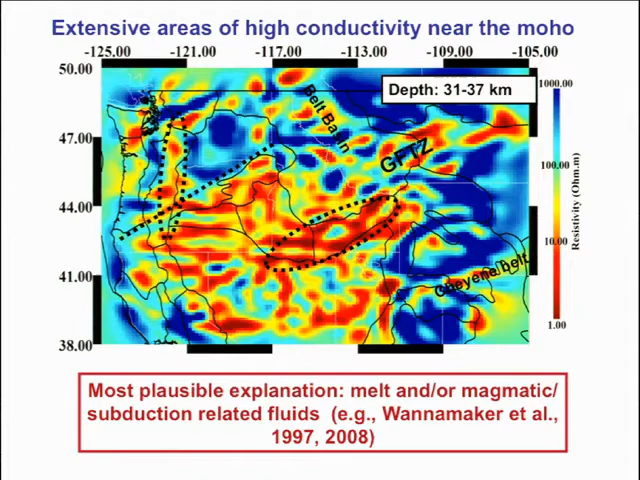 Extensive areas of high conductivity near the moho
-125.00 -121.00 -117.00 -113.00 -109.00 -105.00
50.00
Depth: 31-37 km
1000.00
Belt Basin
47.00
GFTZ
100.00
44.00
Resistivity (Ohm.m)
10.00
41.00
Cheyene belt
1.00
38.00
Most plausible explanation: melt and/or magmatic/
subduction related fluids (e.g., Wannamaker et al.,
1997, 2008)